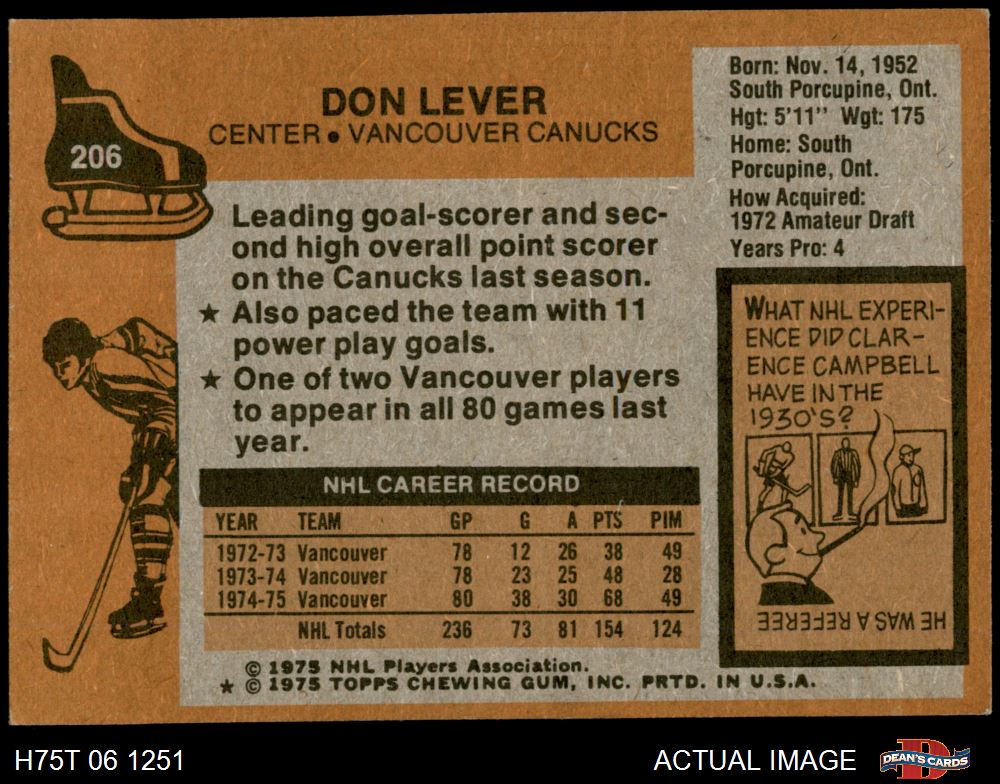 206
DON LEVER
CENTER • VANCOUVER CANUCKS
Born: Nov. 14, 1952
South Porcupine, Ont.
Hgt: 5'11" Wgt: 175
Home: South
Porcupine, Ont.
How Acquired:
1972 Amateur Draft
Years Pro: 4
Leading goal-scorer and sec-
ond high overall point scorer
on the Canucks last season.
★ Also paced the team with 11
power play goals.
★ One of two Vancouver players
to appear in all 80 games last
year.
NHL CAREER RECORD
YEAR TEAM GP G A PTS PIM
1972-73 Vancouver 78 12 26 38 49
1973-74 Vancouver 78 23 25 48 28
1974-75 Vancouver 80 38 30 68 49
NHL Totals 236 73 81 154 124
© 1975 NHL Players Association.
★ © 1975 TOPPS CHEWING GUM, INC. PRTD. IN U.S.A.
WHAT NHL EXPERI-
ENCE DID CLAR-
ENCE CAMPBELL
HAVE IN THE
1930'S?
HE WAS A REFEREE
H75T 06 1251
ACTUAL IMAGE
D
DEAN'S CARDS